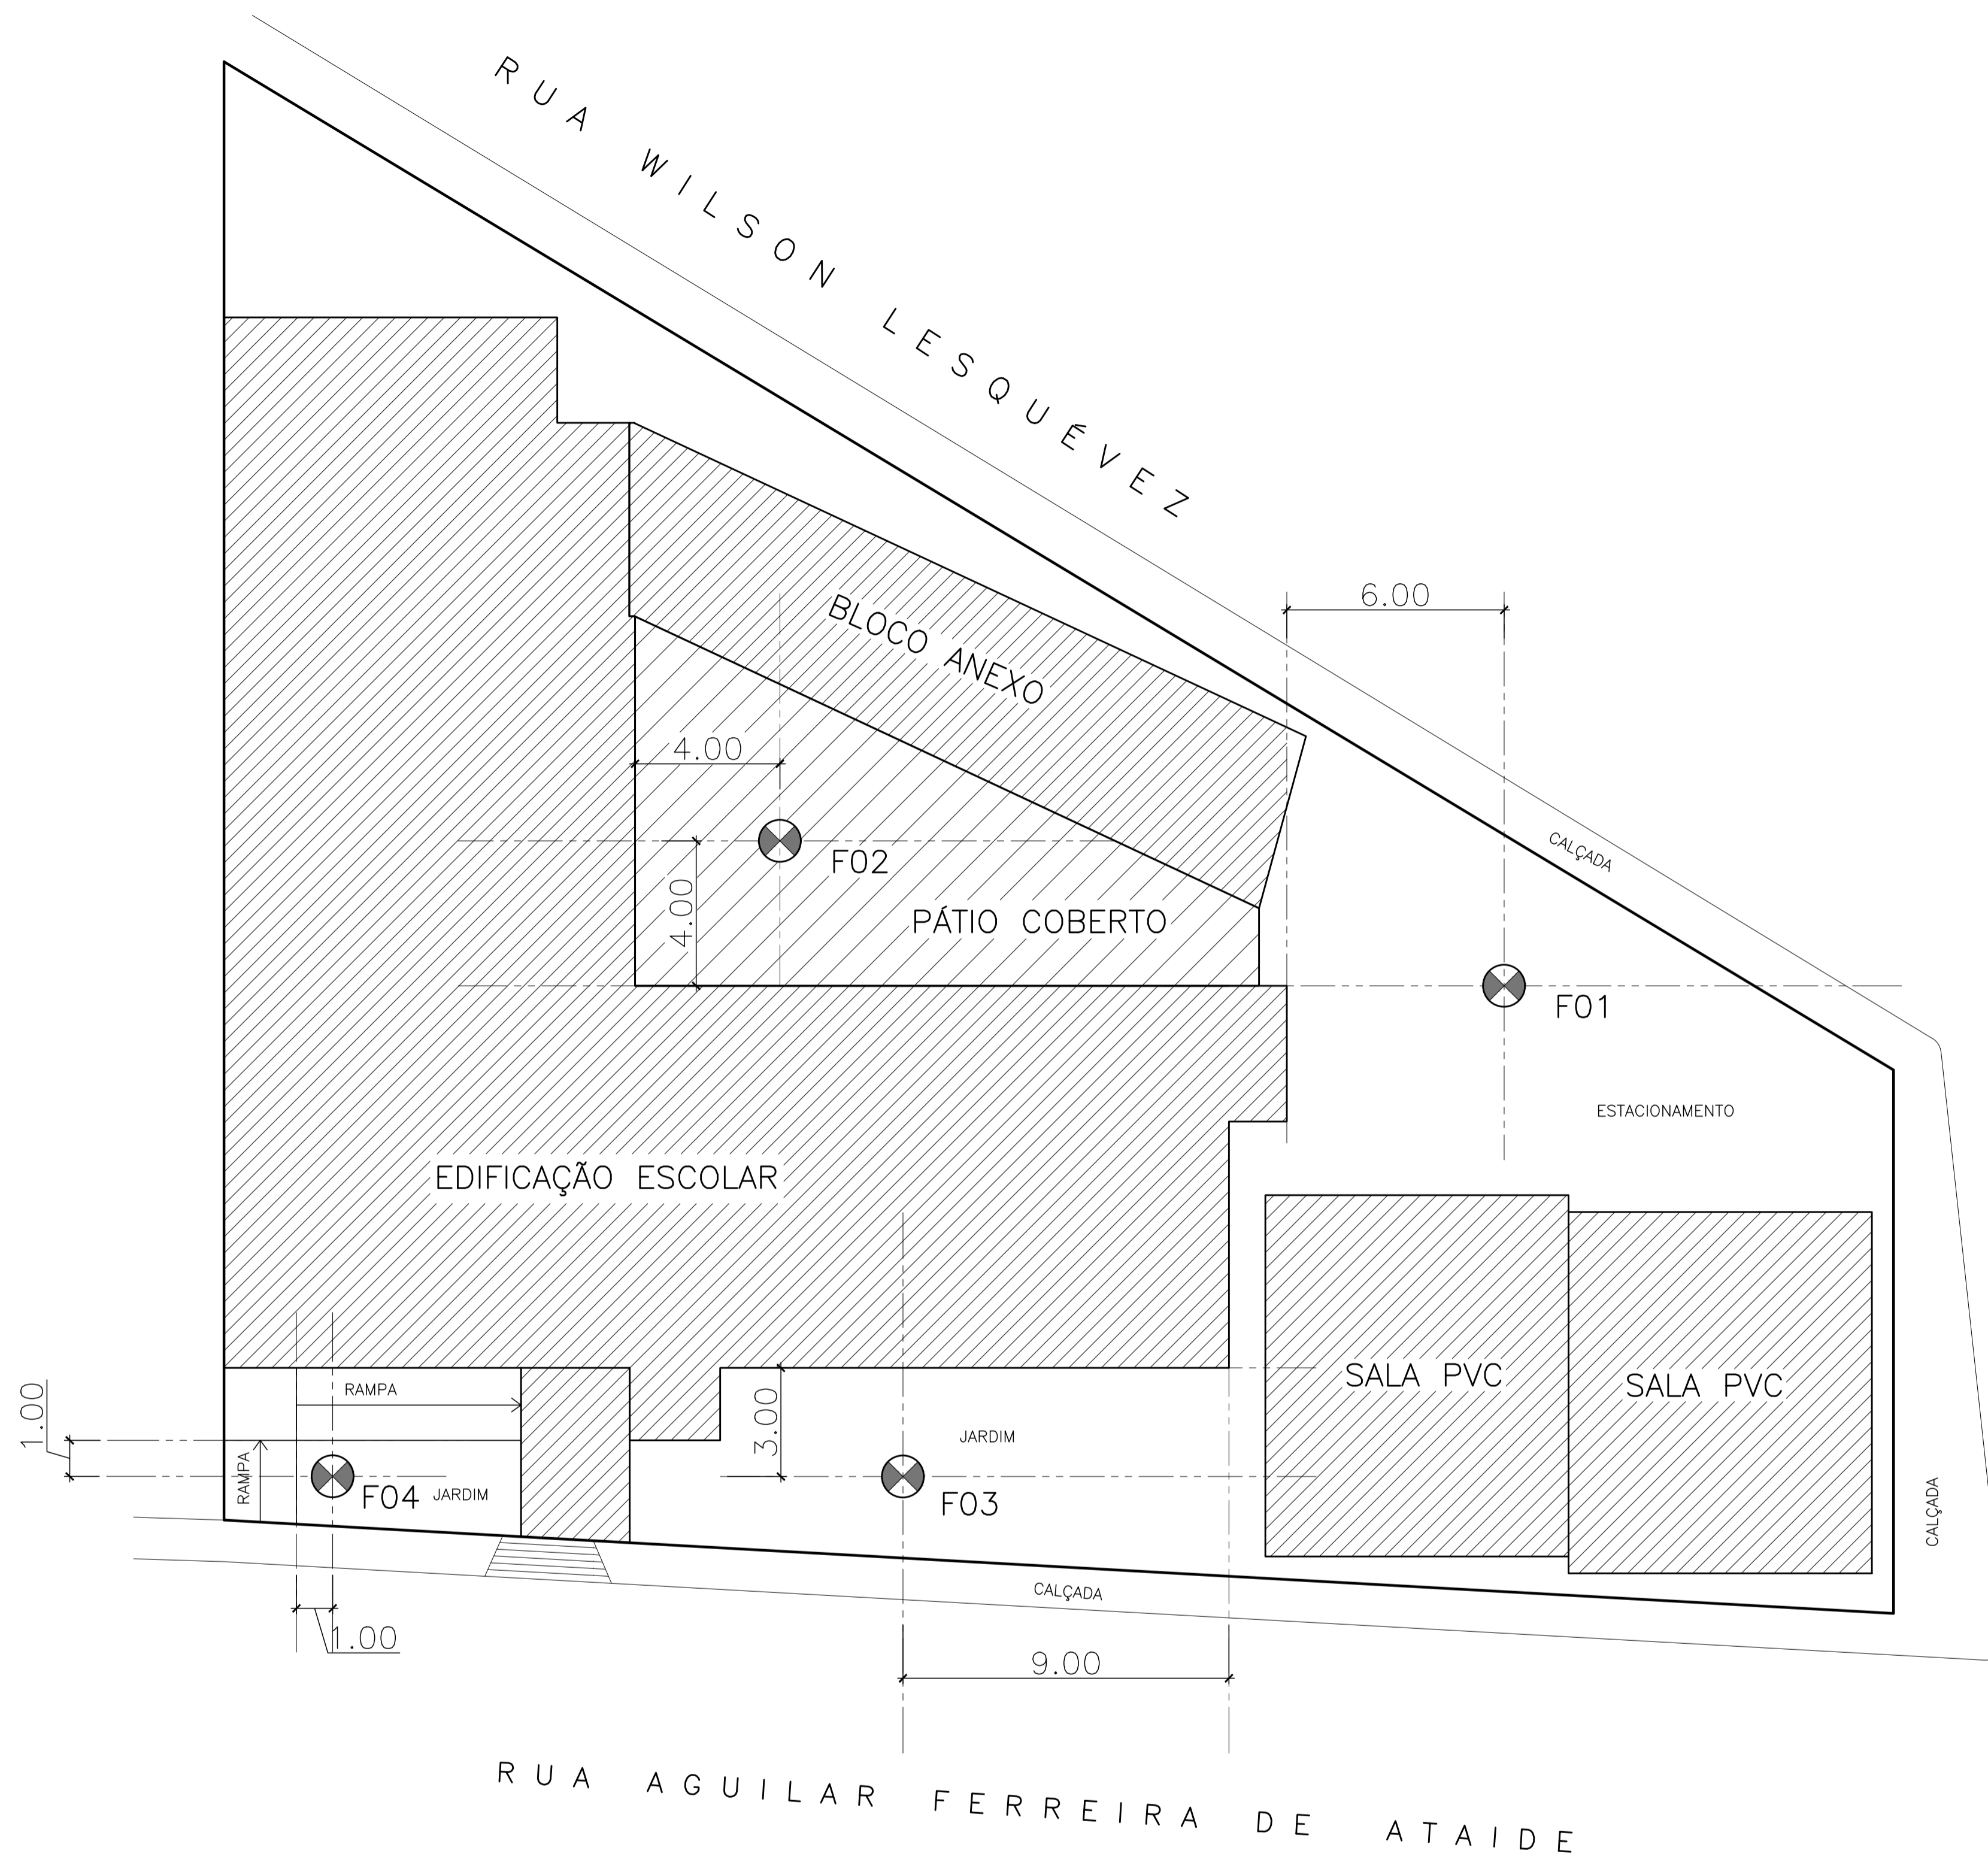 RUA WILSON LESQUÉVEZ
6.00
BLOCO ANEXO
4.00
CALÇADA
F02
4.00
PÁTIO COBERTO
F01
ESTACIONAMENTO
EDIFICAÇÃO ESCOLAR
SALA PVC
SALA PVC
RAMPA
1.00
3.00
JARDIM
RAMPA
F04
JARDIM
F03
CALÇADA
CALÇADA
1.00
9.00
RUA AGUILAR FERREIRA DE ATAIDE